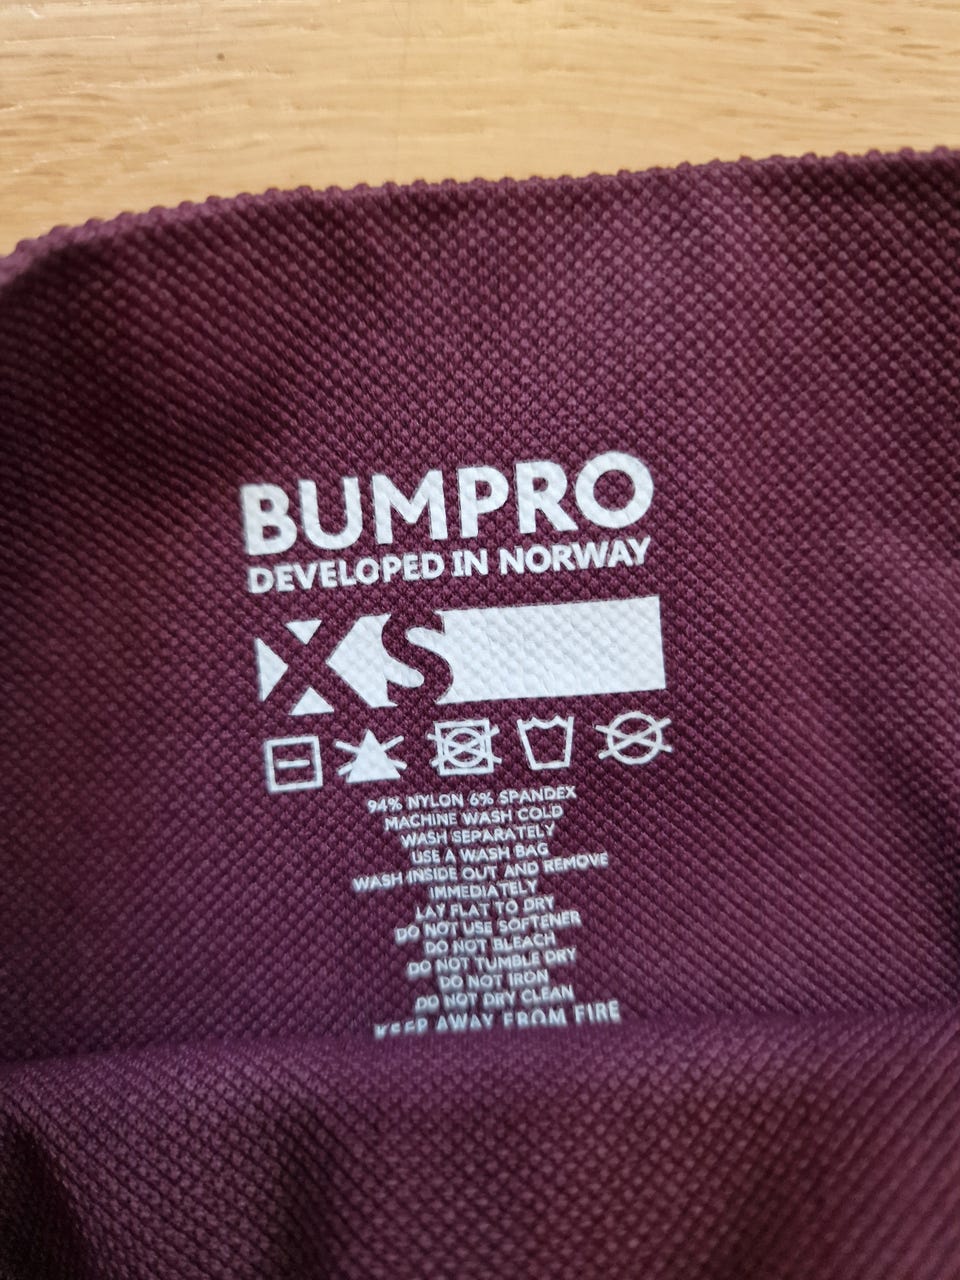 BUMPRO
DEVELOPED IN NORWAY
XS
94% NYLON 6% SPANDEX
MACHINE WASH COLD
WASH SEPARATELY
USE A WASH BAG
WASH INSIDE OUT AND REMOVE
IMMEDIATELY
LAY FLAT TO DRY
DO NOT USE SOFTENER
DO NOT BLEACH
DO NOT TUMBLE DRY
DO NOT IRON
DO NOT DRY CLEAN
KEEP AWAY FROM FIRE